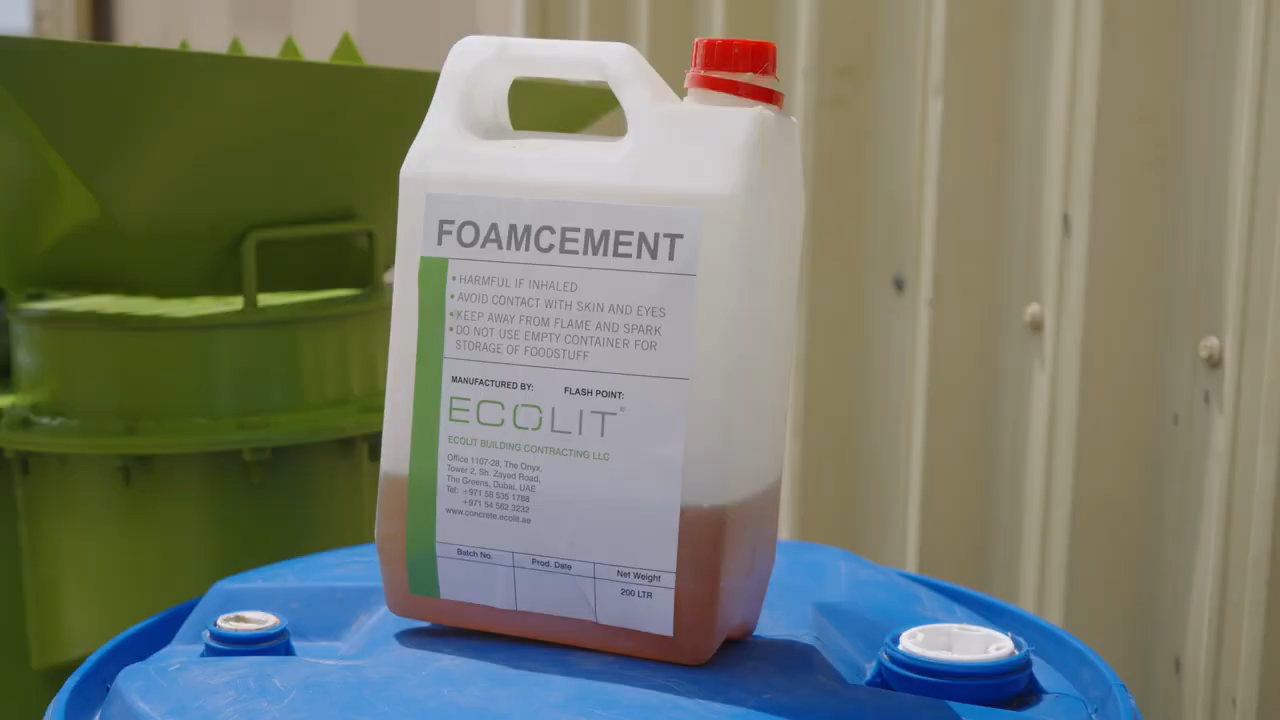 FOAMCEMENT
• HARMFUL IF INHALED
• AVOID CONTACT WITH SKIN AND EYES
• KEEP AWAY FROM FLAME AND SPARK
• DO NOT USE EMPTY CONTAINER FOR
STORAGE OF FOODSTUFF
MANUFACTURED BY: FLASH POINT:
ECOLIT®
ECOLIT BUILDING CONTRACTING LLC
Office 1107-28, The Onyx,
Tower 2, Sh. Zayed Road,
The Greens, Dubai, UAE
Tel: +971 58 535 1788
+971 54 562 3232
www.concrete.ecolit.ae
Batch No. Prod. Date Net Weight
200 LTR